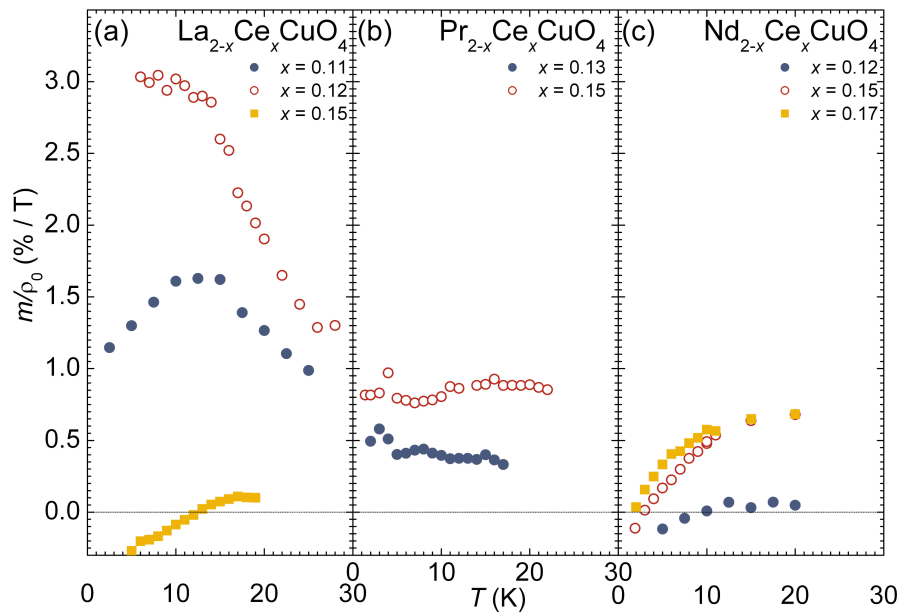 (a) La₂₋ₓCeₓCuO₄
x = 0.11
x = 0.12
x = 0.15
(b) Pr₂₋ₓCeₓCuO₄
x = 0.13
x = 0.15
(c) Nd₂₋ₓCeₓCuO₄
x = 0.12
x = 0.15
x = 0.17
m/ρ₀ (% / T)
3.0
2.5
2.0
1.5
1.0
0.5
0.0
0 10 20 30 0 10 20 30 0 10 20 30
T (K)